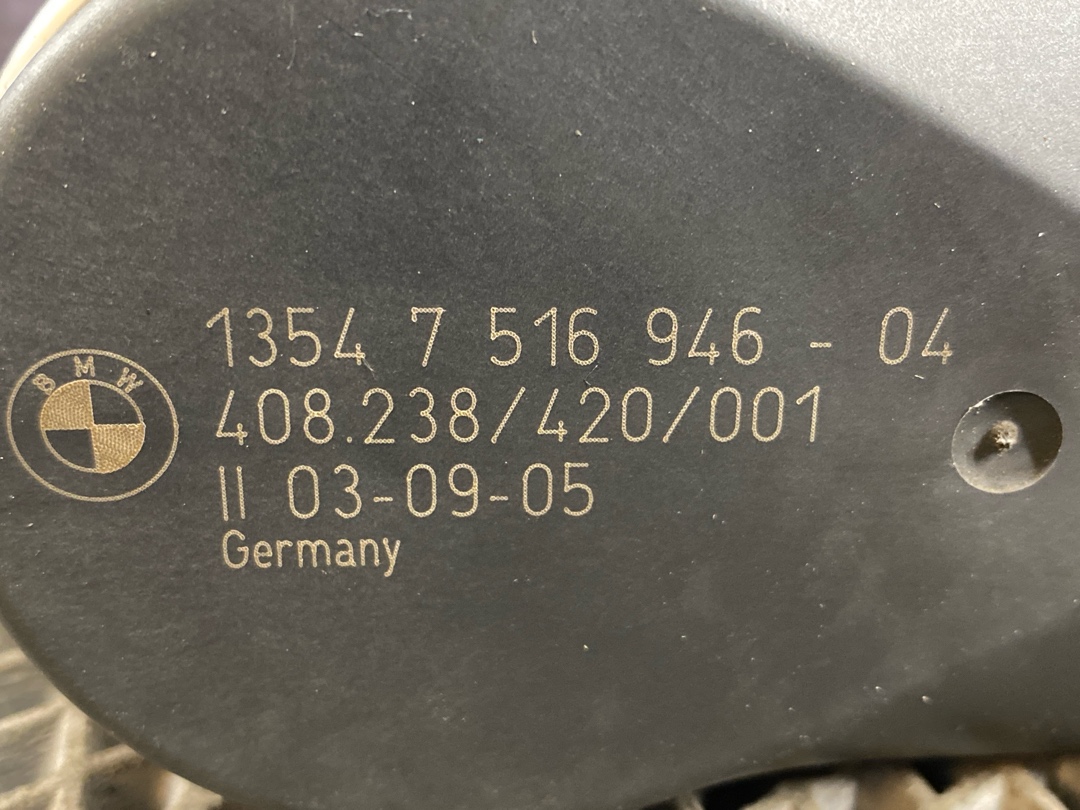 1354 7 516 946 - 04
BMW
408.238/420/001
II 03-09-05
Germany